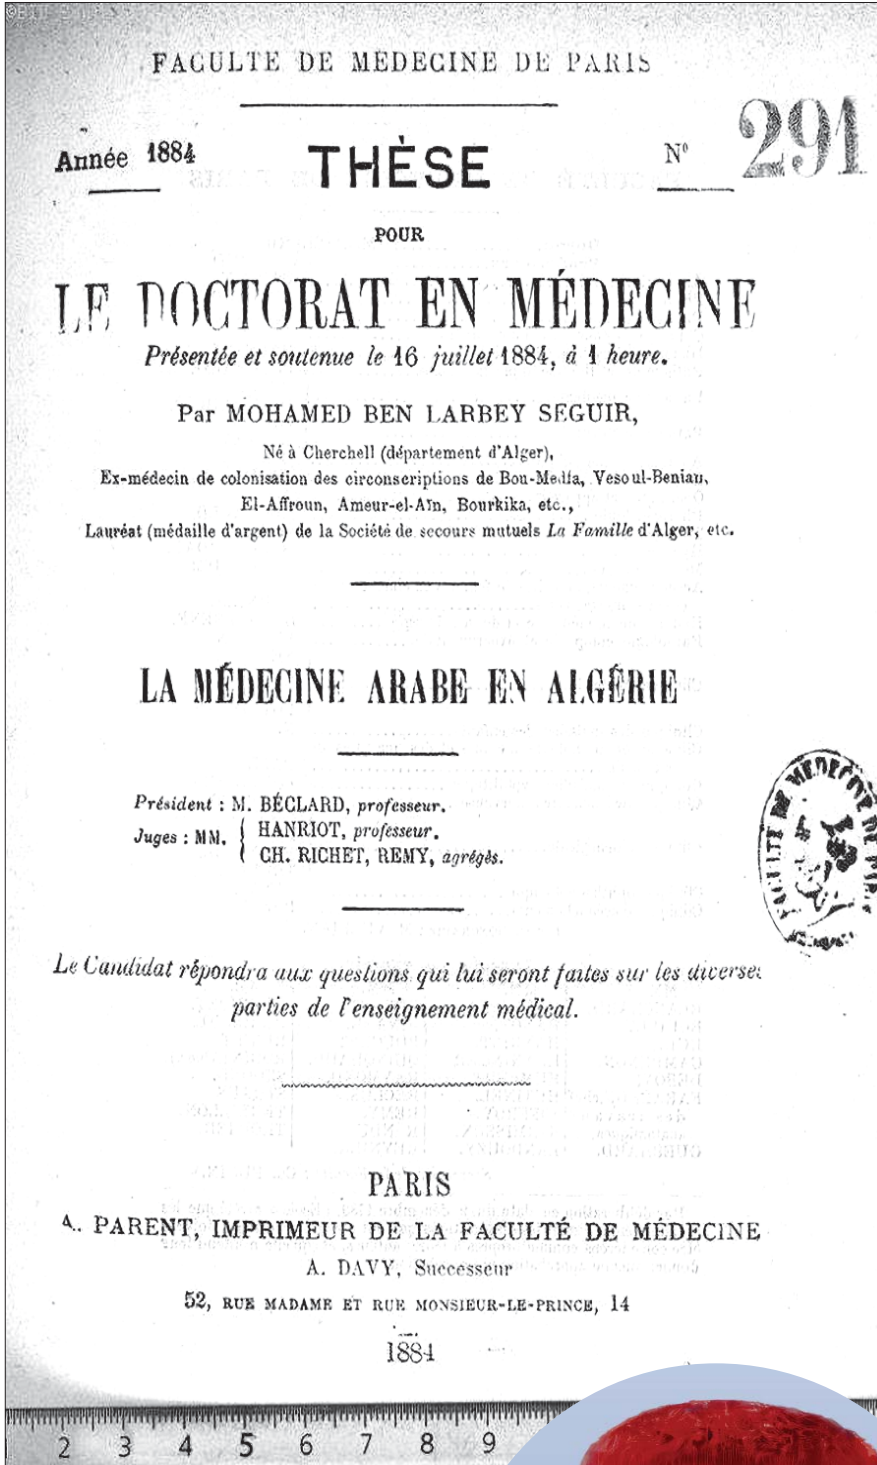 FACULTE DE MEDECINE DE PARIS
Année 1884
THÈSE
N° 291
POUR
LE DOCTORAT EN MÉDECINE
Présentée et soutenue le 16 juillet 1884, à 1 heure.
Par MOHAMED BEN LARBEY SEGUIR,
Né à Cherchell (département d'Alger),
Ex-médecin de colonisation des circonscriptions de Bou-Medfa, Vesoul-Benian,
El-Affroun, Ameur-el-Aïn, Bourkika, etc.,
Lauréat (médaille d'argent) de la Société de secours mutuels La Famille d'Alger, etc.
LA MÉDECINE ARABE EN ALGÉRIE
Président : M. BÉCLARD, professeur.
Juges : MM. { HANRIOT, professeur.
CH. RICHET, REMY, agrégés.
FACULTE DE MEDECINE DE
Le Candidat répondra aux questions qui lui seront faites sur les diverses
parties de l'enseignement médical.
PARIS
A. PARENT, IMPRIMEUR DE LA FACULTÉ DE MÉDECINE
A. DAVY, Successeur
52, RUE MADAME ET RUE MONSIEUR-LE-PRINCE, 14
1884
2 3 4 5 6 7 8 9